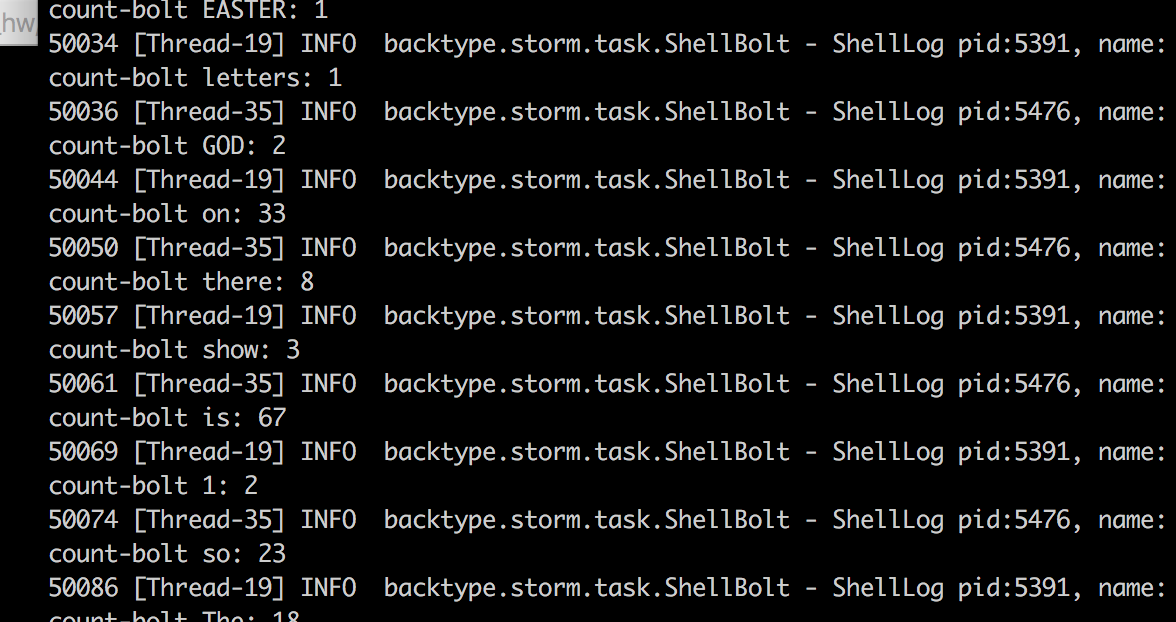 hw
count-bolt EASTER: 1
50034 [Thread-19] INFO  backtype.storm.task.ShellBolt - ShellLog pid:5391, name:
count-bolt letters: 1
50036 [Thread-35] INFO  backtype.storm.task.ShellBolt - ShellLog pid:5476, name:
count-bolt GOD: 2
50044 [Thread-19] INFO  backtype.storm.task.ShellBolt - ShellLog pid:5391, name:
count-bolt on: 33
50050 [Thread-35] INFO  backtype.storm.task.ShellBolt - ShellLog pid:5476, name:
count-bolt there: 8
50057 [Thread-19] INFO  backtype.storm.task.ShellBolt - ShellLog pid:5391, name:
count-bolt show: 3
50061 [Thread-35] INFO  backtype.storm.task.ShellBolt - ShellLog pid:5476, name:
count-bolt is: 67
50069 [Thread-19] INFO  backtype.storm.task.ShellBolt - ShellLog pid:5391, name:
count-bolt 1: 2
50074 [Thread-35] INFO  backtype.storm.task.ShellBolt - ShellLog pid:5476, name:
count-bolt so: 23
50086 [Thread-19] INFO  backtype.storm.task.ShellBolt - ShellLog pid:5391, name:
count-bolt The: 18